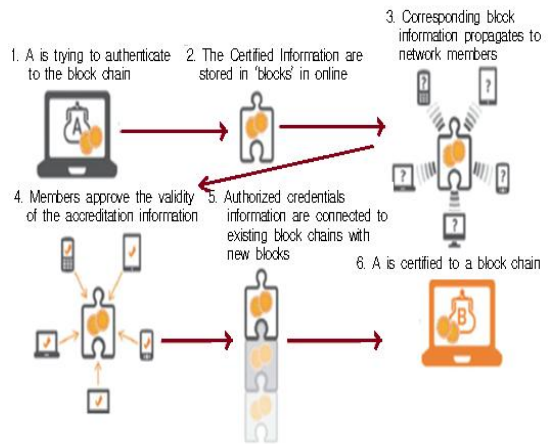 1. A is trying to authenticate
to the block chain
2. The Certified Information are
stored in 'blocks' in online
3. Corresponding block
information propagates to
network members
A
?
?
?
?
?
4. Members approve the validity
of the accreditation information
5. Authorized credentials
information are connected to
existing block chains with
new blocks
6. A is certified to a block chain
B